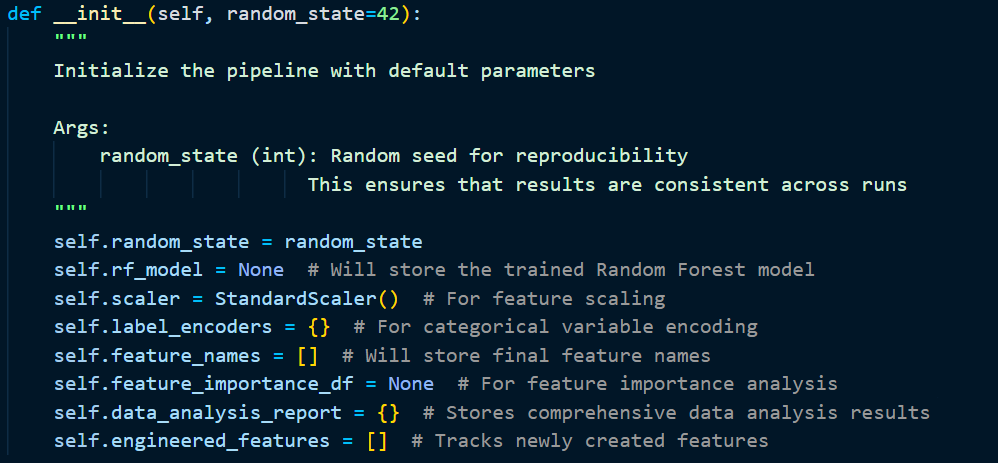 def __init__(self, random_state=42):
"""
Initialize the pipeline with default parameters
Args:
random_state (int): Random seed for reproducibility
This ensures that results are consistent across runs
"""
self.random_state = random_state
self.rf_model = None  # Will store the trained Random Forest model
self.scaler = StandardScaler()  # For feature scaling
self.label_encoders = {}  # For categorical variable encoding
self.feature_names = []  # Will store final feature names
self.feature_importance_df = None  # For feature importance analysis
self.data_analysis_report = {}  # Stores comprehensive data analysis results
self.engineered_features = []  # Tracks newly created features